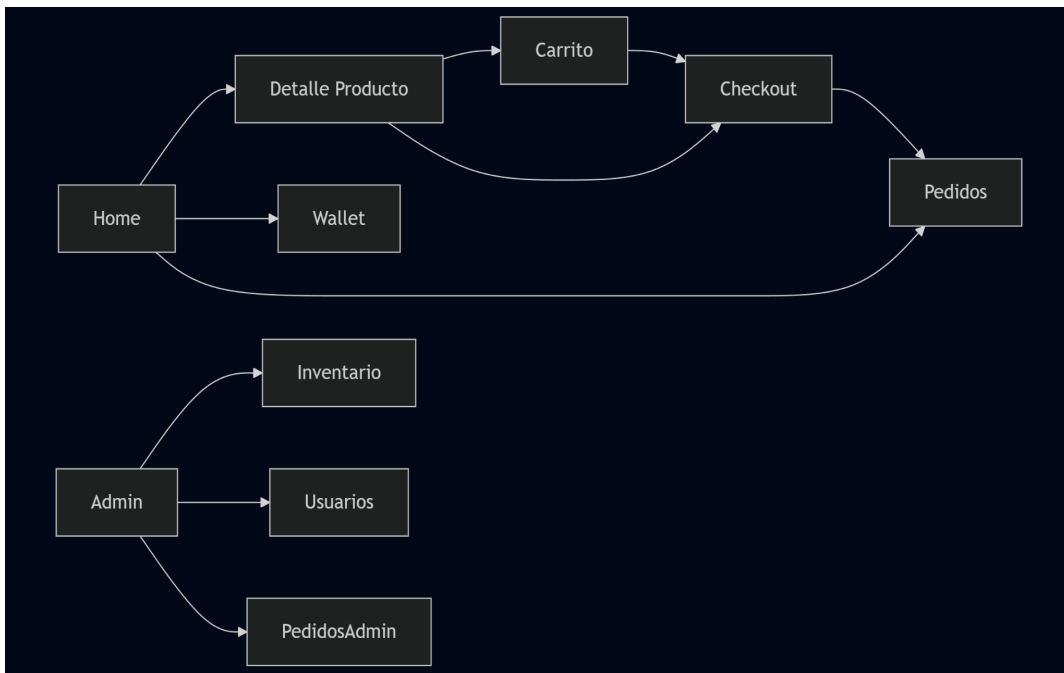 Carrito
Detalle Producto
Checkout
Pedidos
Home
Wallet
Inventario
Admin
Usuarios
PedidosAdmin